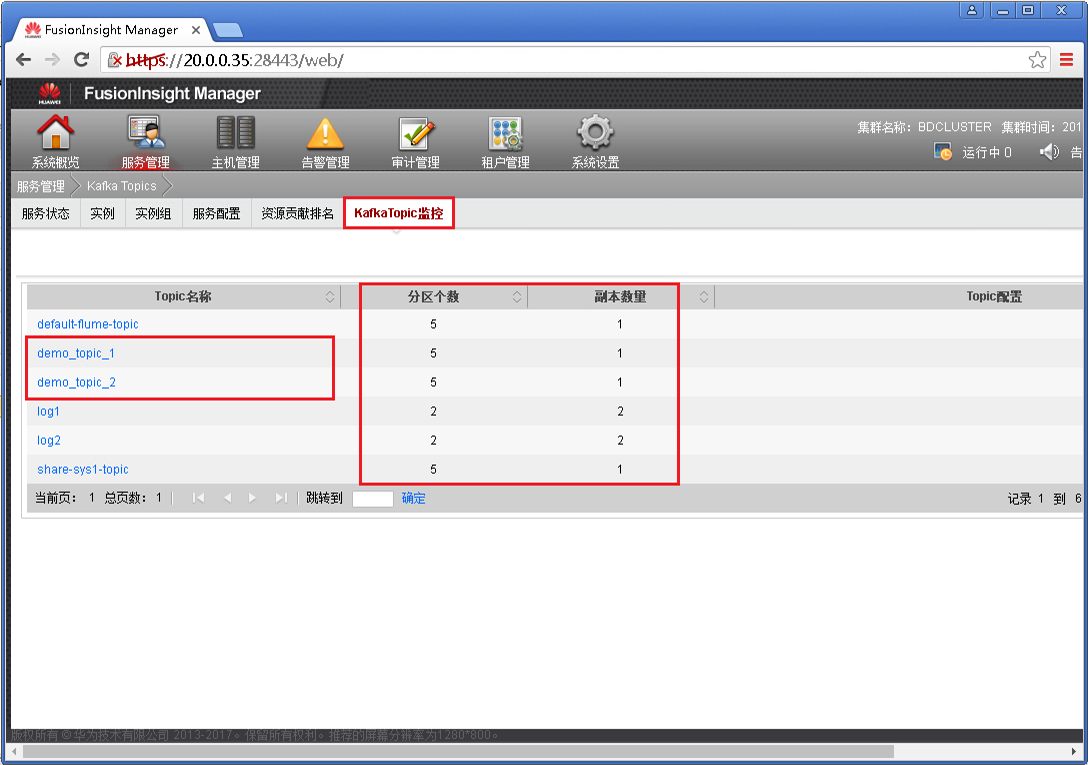 FusionInsight Manager
https://20.0.0.35:28443/web/
HUAWEI FusionInsight Manager
系统概览 服务管理 主机管理 告警管理 审计管理 租户管理 系统设置
集群名称：BDCLUSTER 集群时间：201
运行中 0 告
服务管理 Kafka Topics
服务状态 实例 实例组 服务配置 资源贡献排名 KafkaTopic监控
Topic名称 分区个数 副本数量 Topic配置
default-flume-topic 5 1
demo_topic_1 5 1
demo_topic_2 5 1
log1 2 2
log2 2 2
share-sys1-topic 5 1
当前页： 1 总页数： 1 跳转到 确定 记录 1 到 6
版权所有 © 华为技术有限公司 2013-2017。保留所有权利。推荐的屏幕分辨率为1280*800。